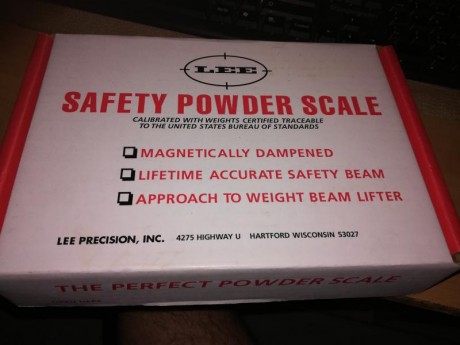 LEE
SAFETY POWDER SCALE
CALIBRATED WITH WEIGHTS CERTIFIED TRACEABLE
TO THE UNITED STATES BUREAU OF STANDARDS
MAGNETICALLY DAMPENED
LIFETIME ACCURATE SAFETY BEAM
APPROACH TO WEIGHT BEAM LIFTER
LEE PRECISION, INC. 4275 HIGHWAY U HARTFORD WISCONSIN 53027
THE PERFECT POWDER SCALE